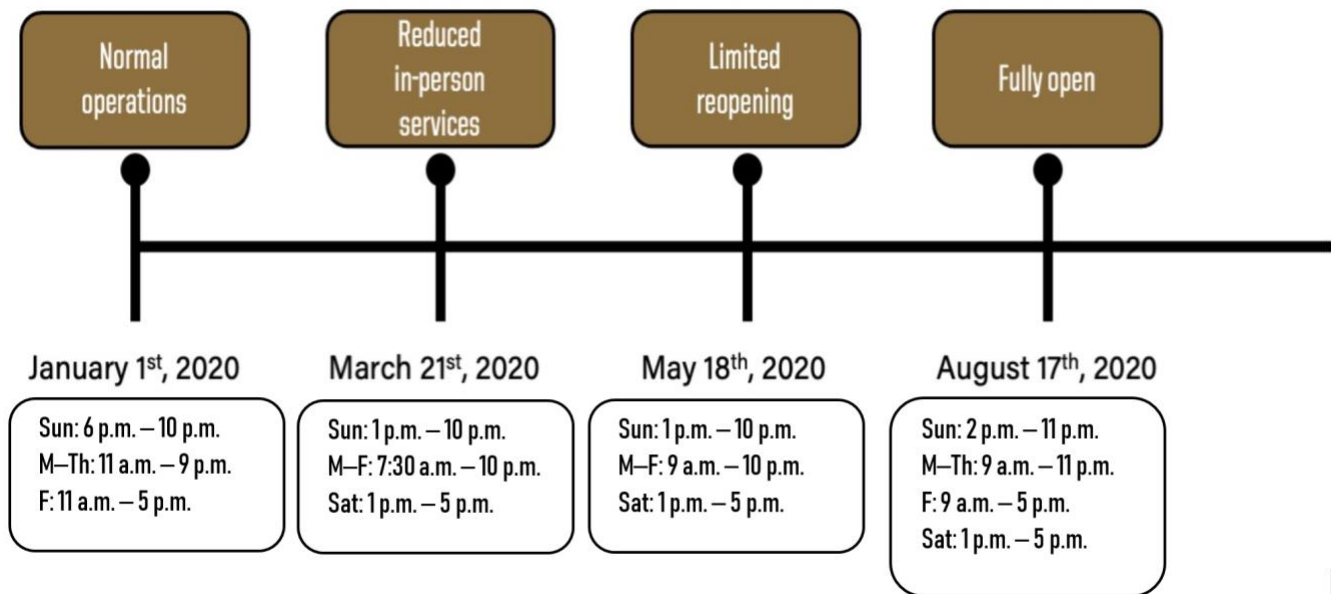 Normal
operations
Reduced
in-person
services
Limited
reopening
Fully open
January 1st, 2020
March 21st, 2020
May 18th, 2020
August 17th, 2020
Sun: 6 p.m. – 10 p.m.
M–Th: 11 a.m. – 9 p.m.
F: 11 a.m. – 5 p.m.
Sun: 1 p.m. – 10 p.m.
M–F: 7:30 a.m. – 10 p.m.
Sat: 1 p.m. – 5 p.m.
Sun: 1 p.m. – 10 p.m.
M–F: 9 a.m. – 10 p.m.
Sat: 1 p.m. – 5 p.m.
Sun: 2 p.m. – 11 p.m.
M–Th: 9 a.m. – 11 p.m.
F: 9 a.m. – 5 p.m.
Sat: 1 p.m. – 5 p.m.